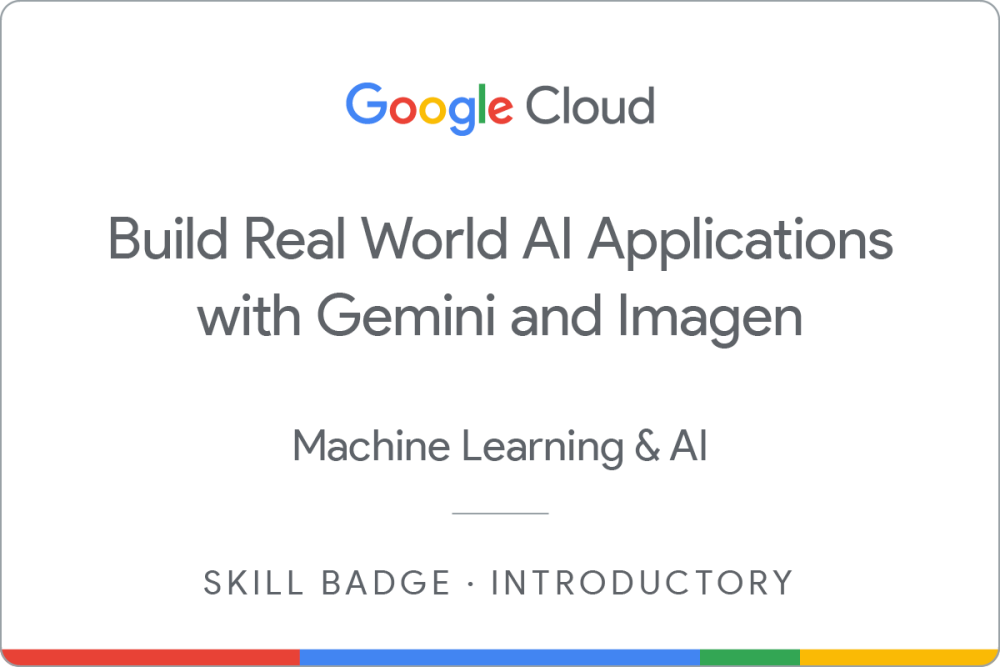 Google Cloud
Build Real World AI Applications
with Gemini and Imagen
Machine Learning & AI
SKILL BADGE · INTRODUCTORY